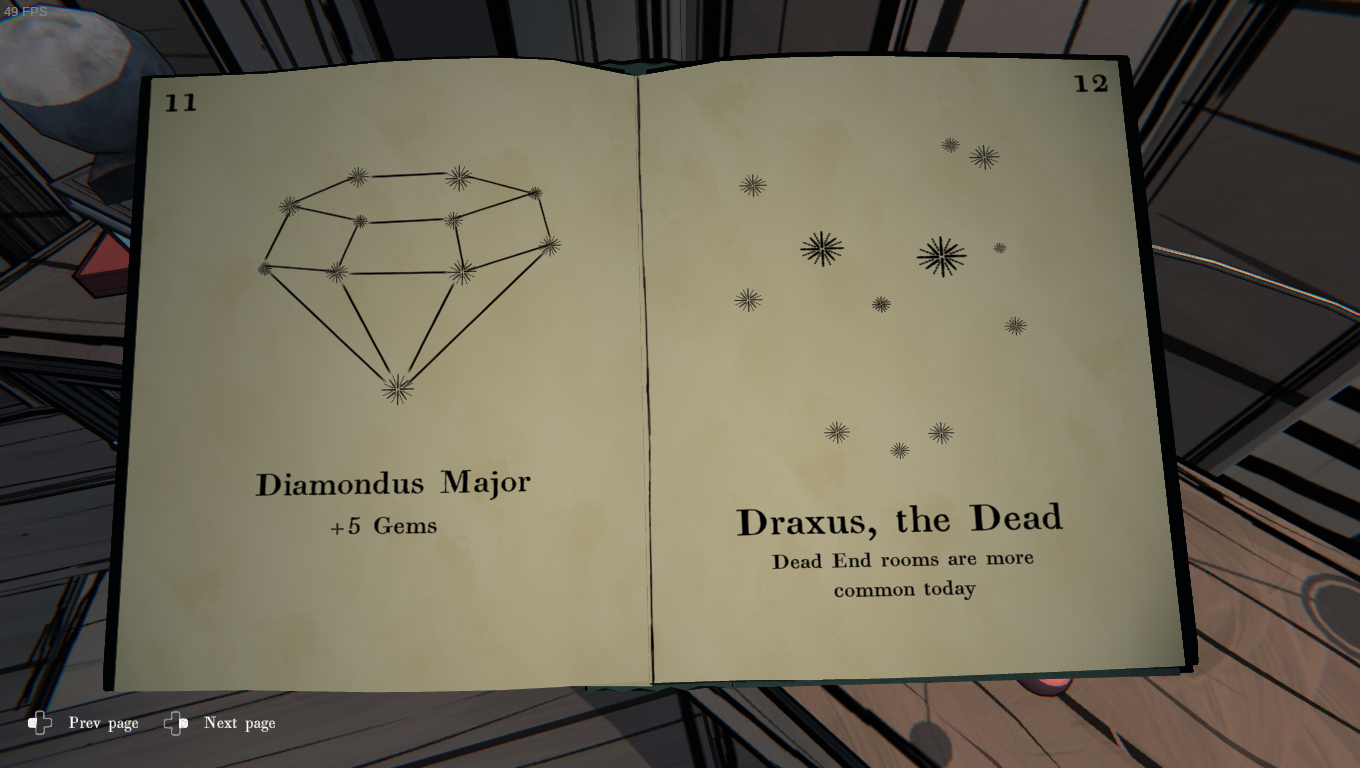 49 FPS
11
Diamondus Major
+5 Gems
12
Draxus, the Dead
Dead End rooms are more
common today
Prev page
Next page